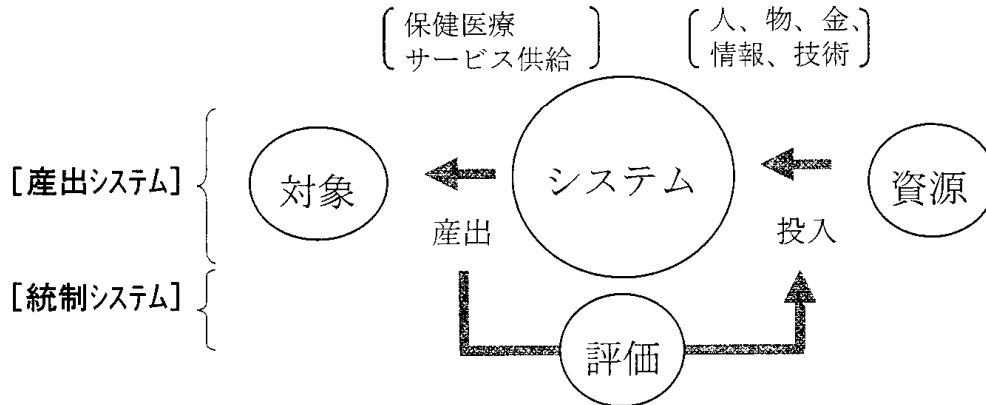 保健医療
サービス供給
人、物、金、
情報、技術
[産出システム]
対象
システム
資源
産出
投入
[統制システム]
評価